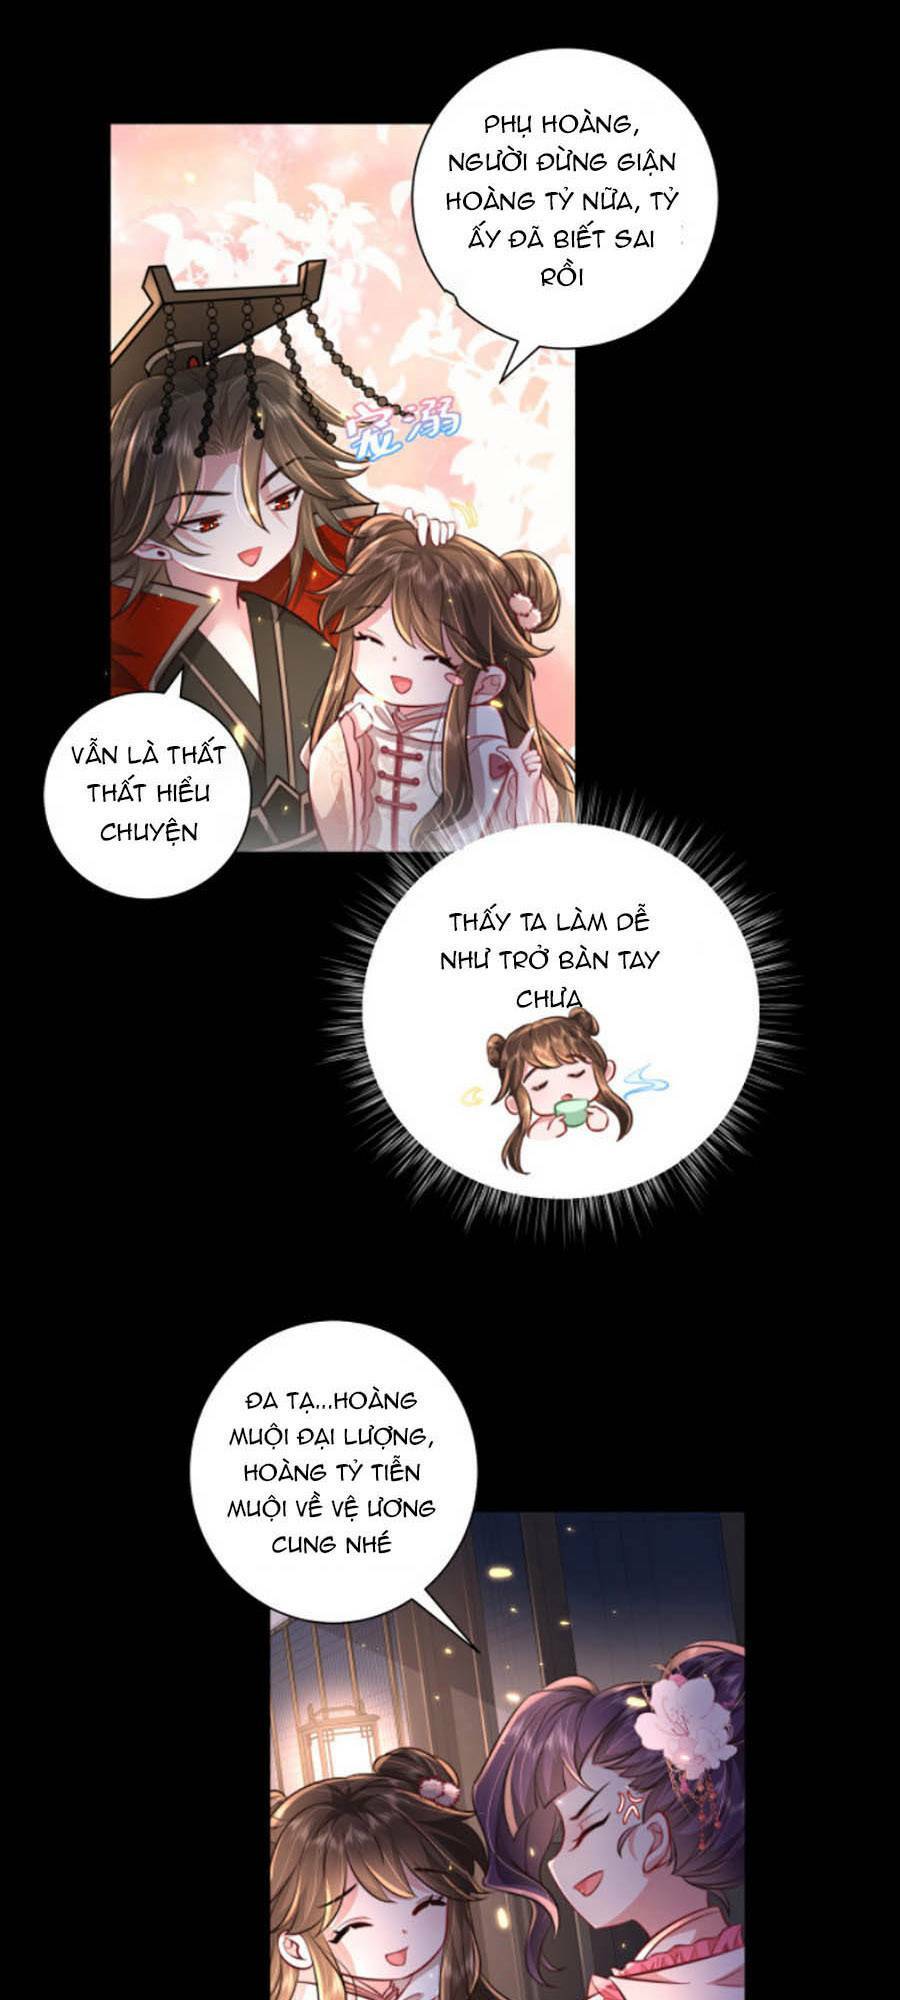 PHỤ HOÀNG,
NGƯỜI ĐỪNG GIẬN
HOÀNG TỶ NỮA, TỶ
ẤY ĐÃ BIẾT SAI
RỒI
宠溺
VẪN LÀ THẤT
THẤT HIỂU
CHUYỆN
THẤY TA LÀM DỄ
NHƯ TRỞ BÀN TAY
CHƯA
ĐA TẠ...HOÀNG
MUỘI ĐẠI LƯỢNG,
HOÀNG TỶ TIỄN
MUỘI VỀ VỆ ƯƠNG
CUNG NHÉ